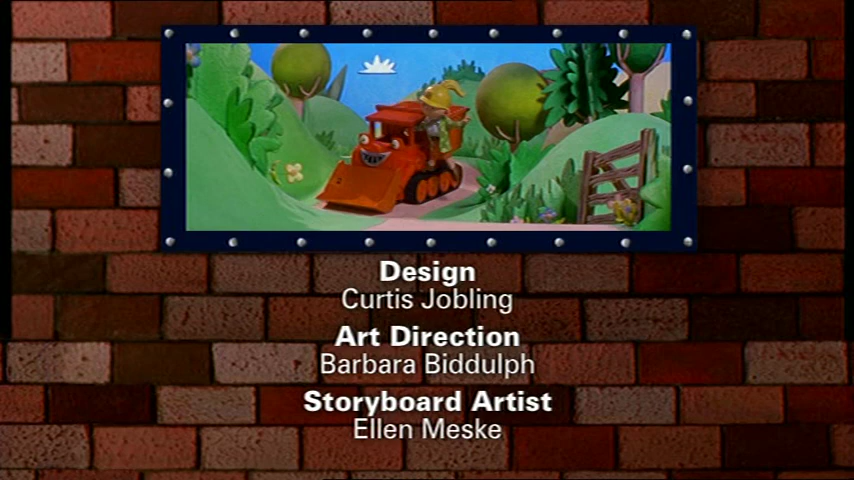 Design
Curtis Jobling
Art Direction
Barbara Biddulph
Storyboard Artist
Ellen Meske